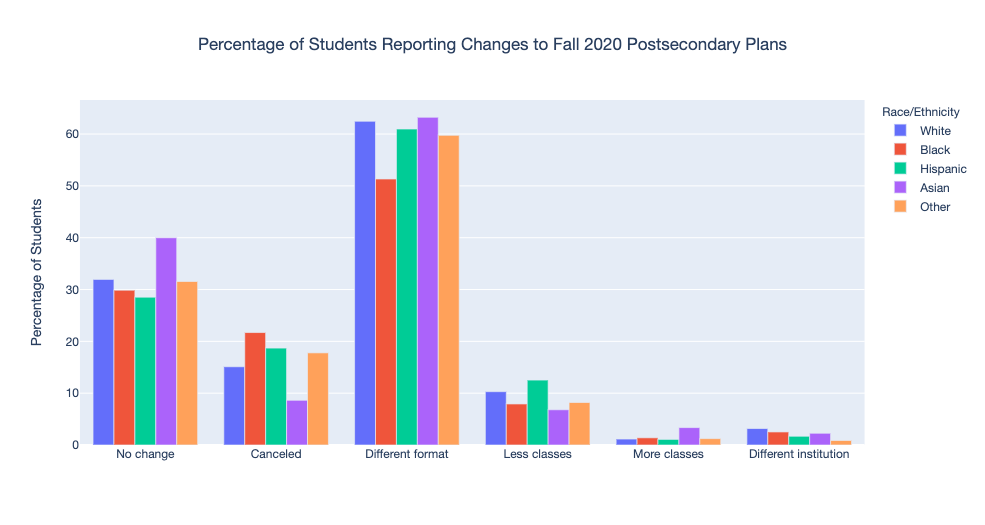 Percentage of Students Reporting Changes to Fall 2020 Postsecondary Plans
Race/Ethnicity
White
Black
Hispanic
Asian
Other
Percentage of Students
60
50
40
30
20
10
0
No change
Canceled
Different format
Less classes
More classes
Different institution